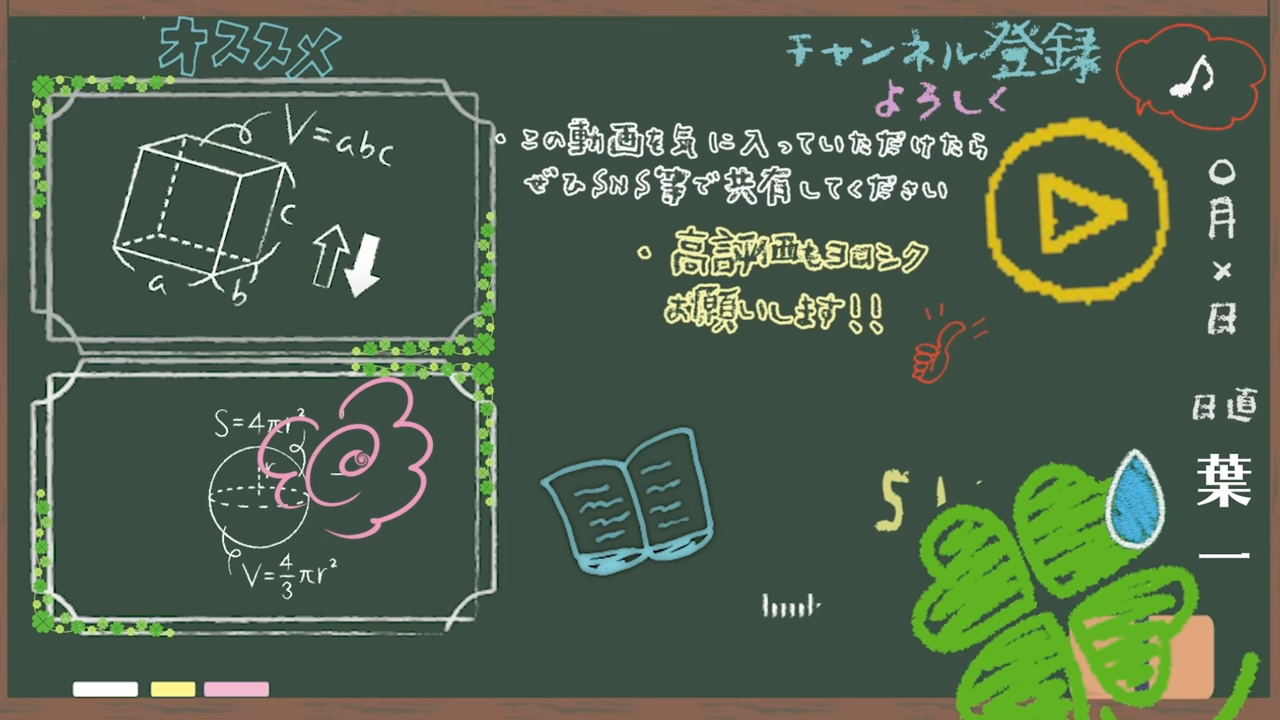 オススメ
V=abc
c
a
b
S=4πr²
r
V=4/3πr²
チャンネル登録
よろしく
・この動画を気に入っていただけたら
ぜひSNS等で共有してください
・高評価もヨロシク
お願いします!!
〇月×日
日直
葉一